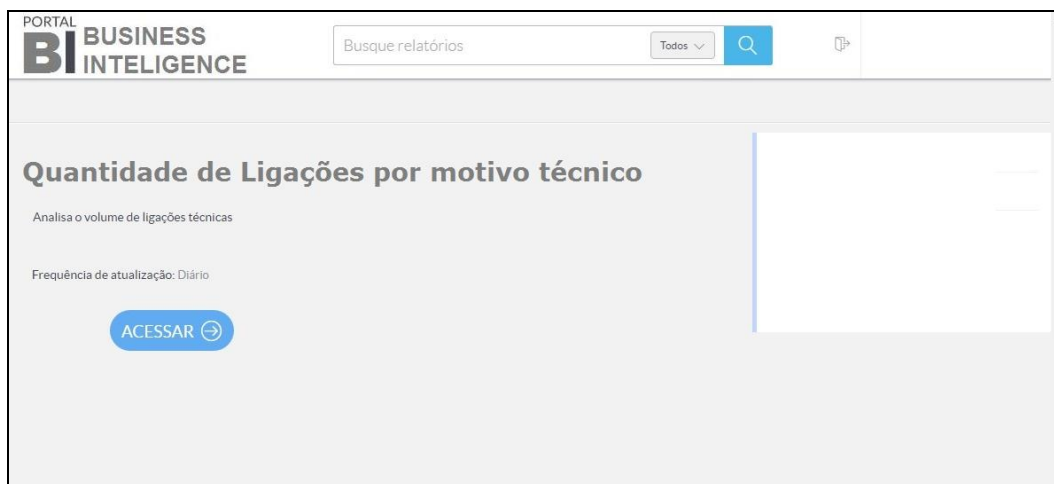 PORTAL
BI BUSINESS
INTELIGENCE
Busque relatórios
Todos
Quantidade de Ligações por motivo técnico
Analisa o volume de ligações técnicas
Frequência de atualização: Diário
ACESSAR